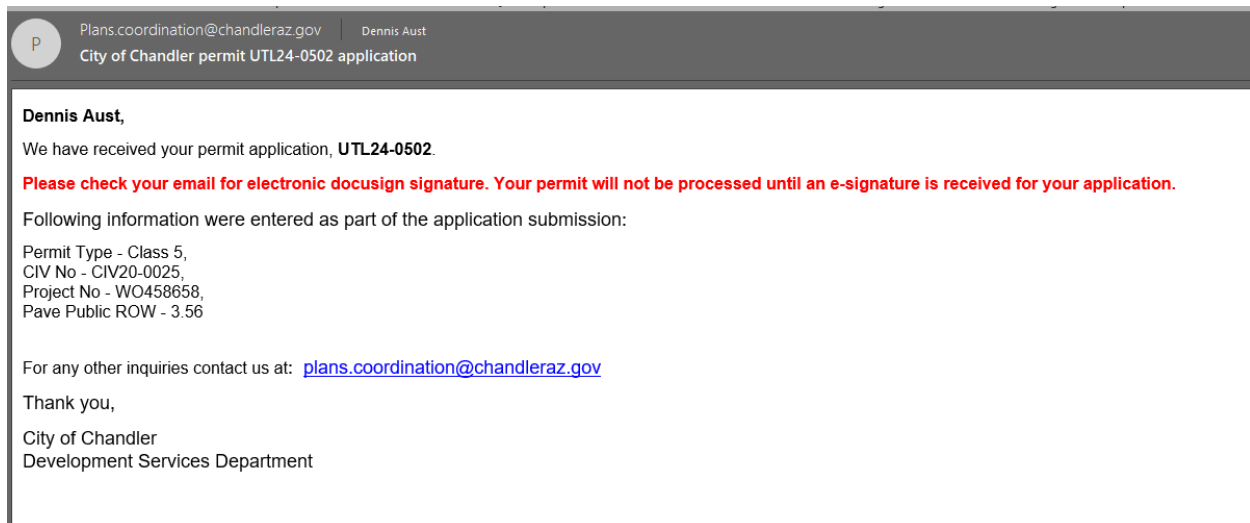 P
Plans.coordination@chandleraz.gov Dennis Aust
City of Chandler permit UTL24-0502 application
Dennis Aust,
We have received your permit application, UTL24-0502.
Please check your email for electronic docusign signature. Your permit will not be processed until an e-signature is received for your application.
Following information were entered as part of the application submission:
Permit Type - Class 5,
CIV No - CIV20-0025,
Project No - WO458658,
Pave Public ROW - 3.56
For any other inquiries contact us at: plans.coordination@chandleraz.gov
Thank you,
City of Chandler
Development Services Department